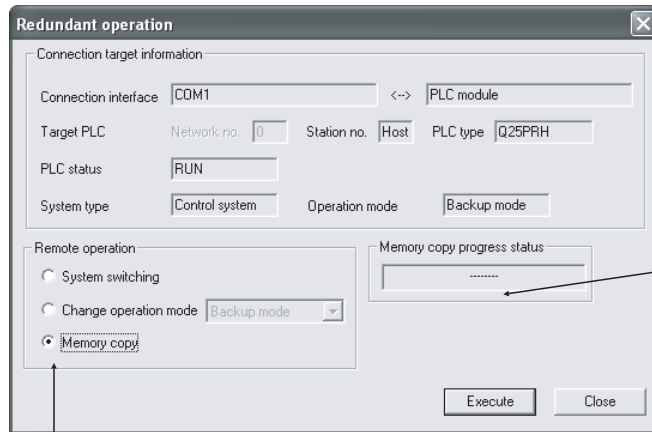 Redundant operation
Connection target information
Connection interface COM1 <--> PLC module
Target PLC Network no. 0 Station no. Host PLC type Q25PRH
PLC status RUN
System type Control system Operation mode Backup mode
Remote operation
System switching
Change operation mode Backup mode
Memory copy
Memory copy progress status
--------
Execute Close